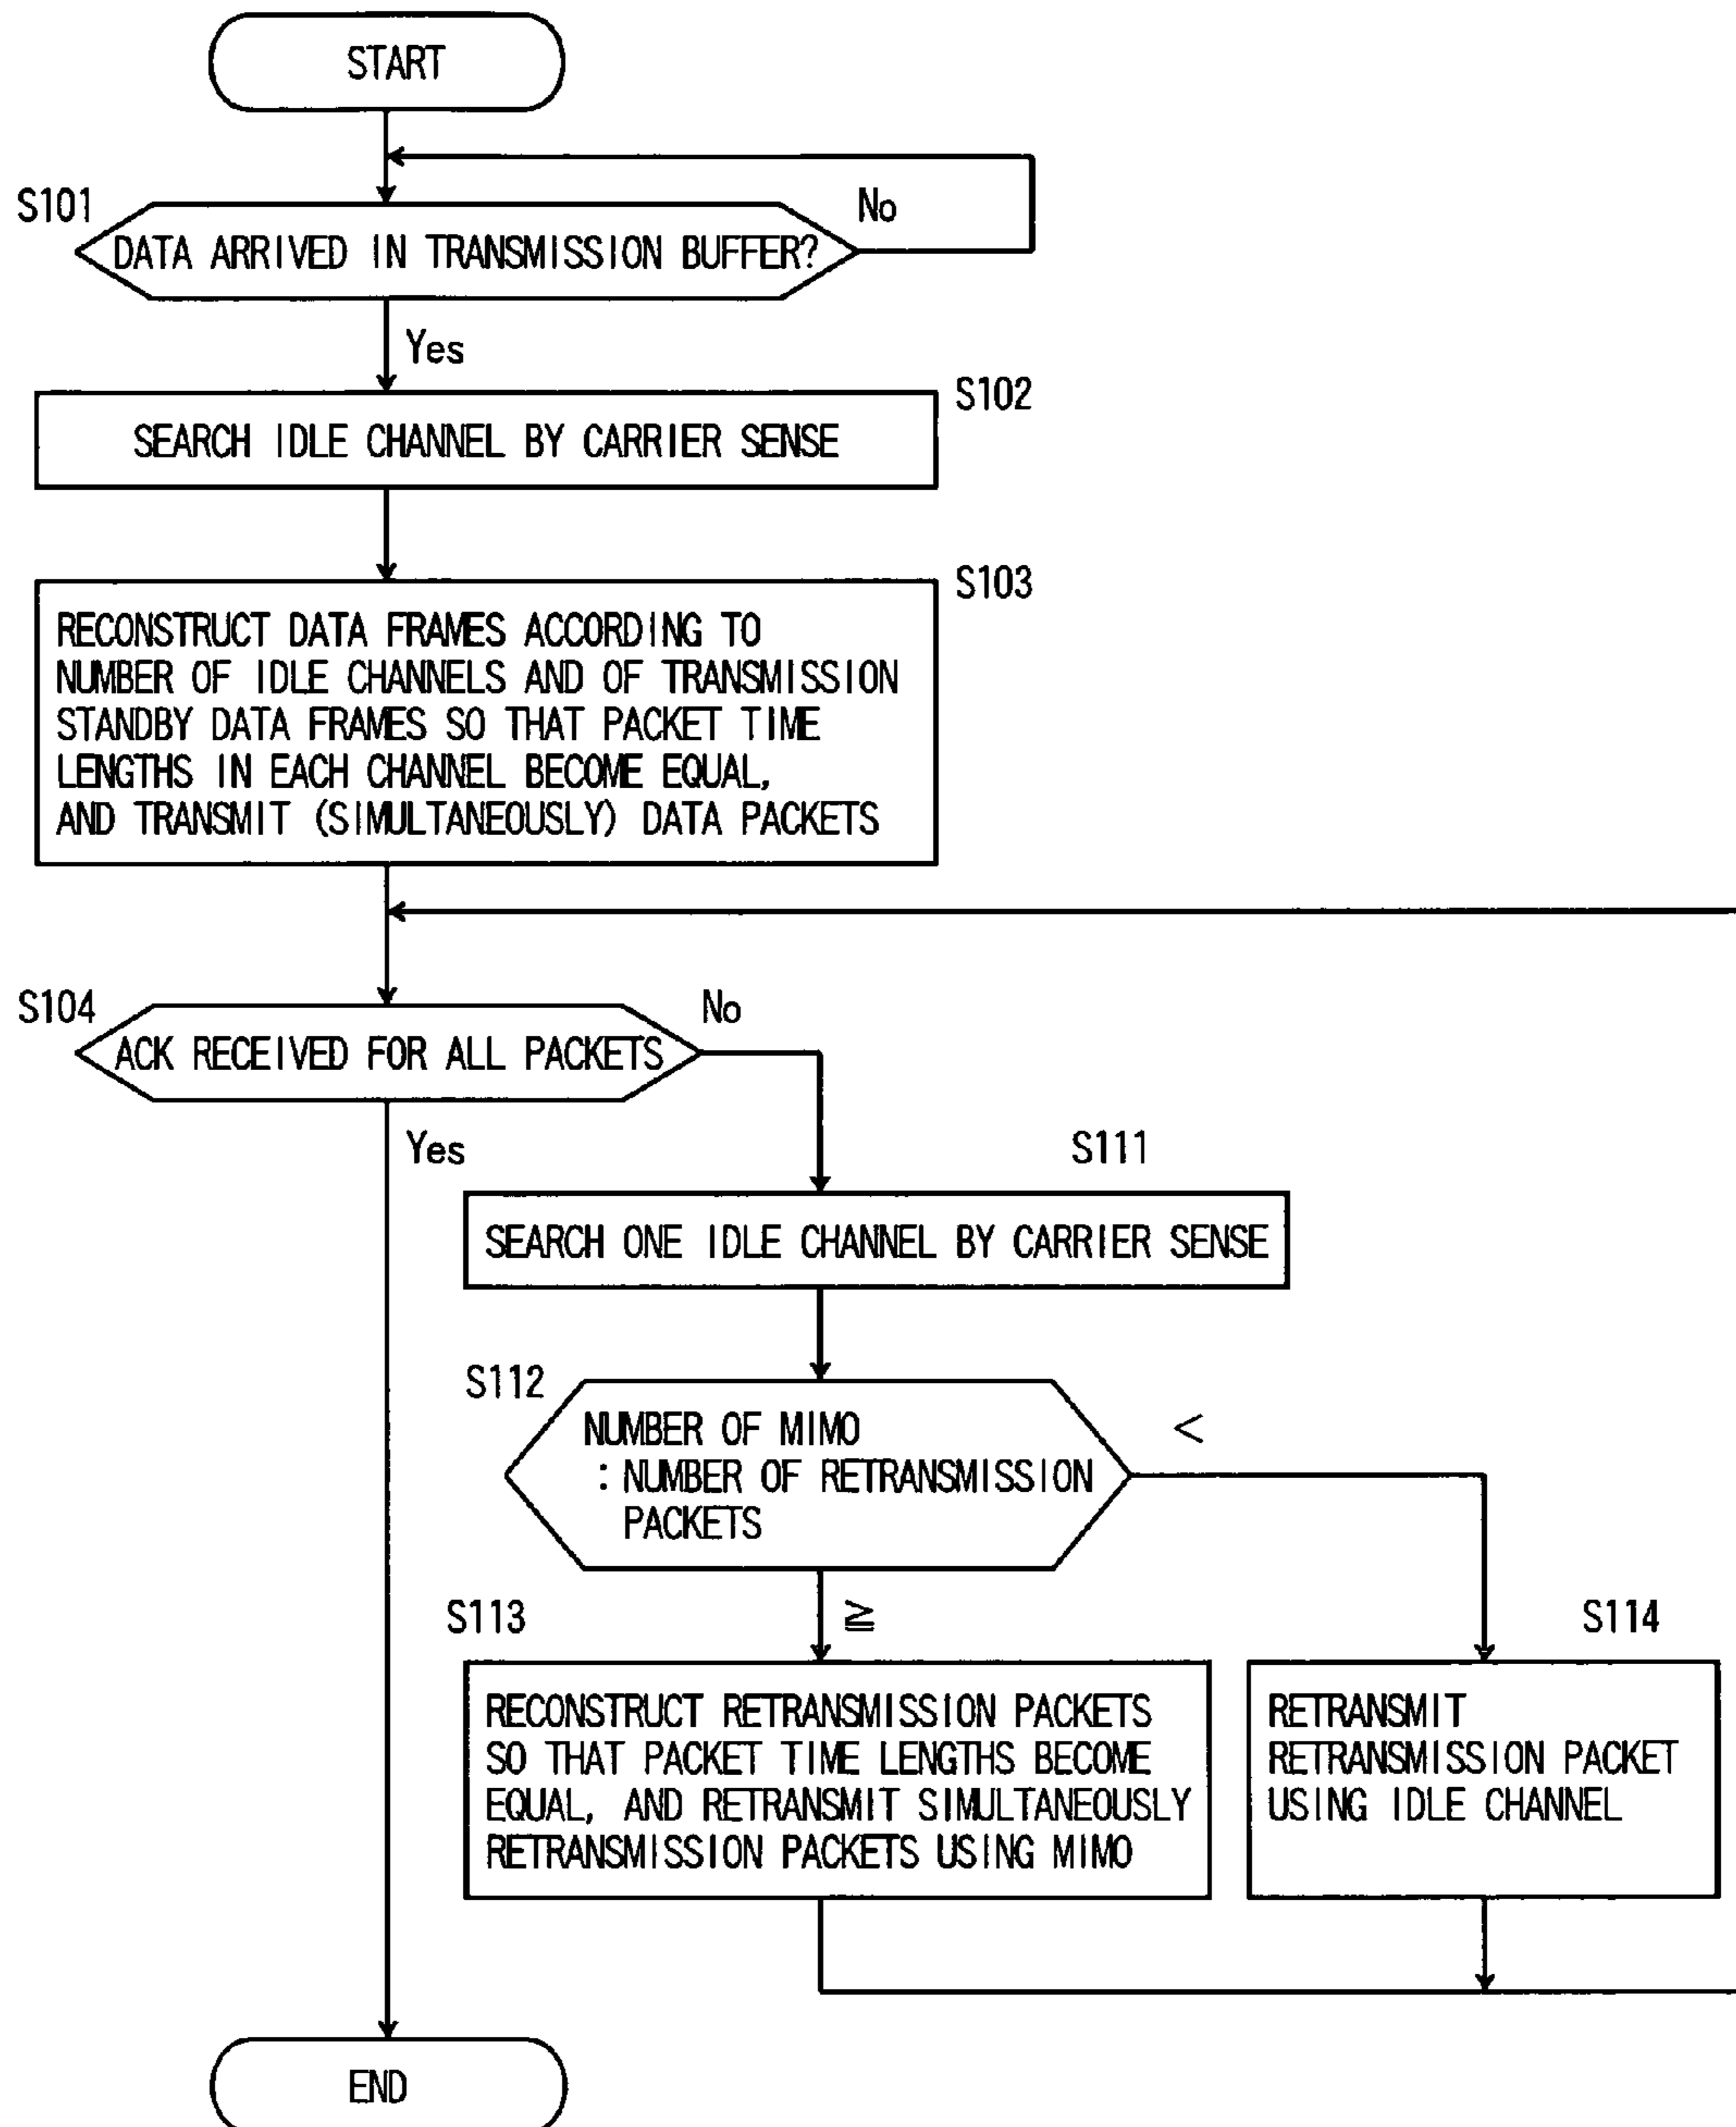 START
S101
No
DATA ARRIVED IN TRANSMISSION BUFFER?
Yes
S102
SEARCH IDLE CHANNEL BY CARRIER SENSE
S103
RECONSTRUCT DATA FRAMES ACCORDING TO
NUMBER OF IDLE CHANNELS AND OF TRANSMISSION
STANDBY DATA FRAMES SO THAT PACKET TIME
LENGTHS IN EACH CHANNEL BECOME EQUAL,
AND TRANSMIT (SIMULTANEOUSLY) DATA PACKETS
S104
No
ACK RECEIVED FOR ALL PACKETS
Yes
S111
SEARCH ONE IDLE CHANNEL BY CARRIER SENSE
S112
NUMBER OF MIMO
: NUMBER OF RETRANSMISSION
PACKETS
<
≧
S113
RECONSTRUCT RETRANSMISSION PACKETS
SO THAT PACKET TIME LENGTHS BECOME
EQUAL, AND RETRANSMIT SIMULTANEOUSLY
RETRANSMISSION PACKETS USING MIMO
S114
RETRANSMIT
RETRANSMISSION PACKET
USING IDLE CHANNEL
END